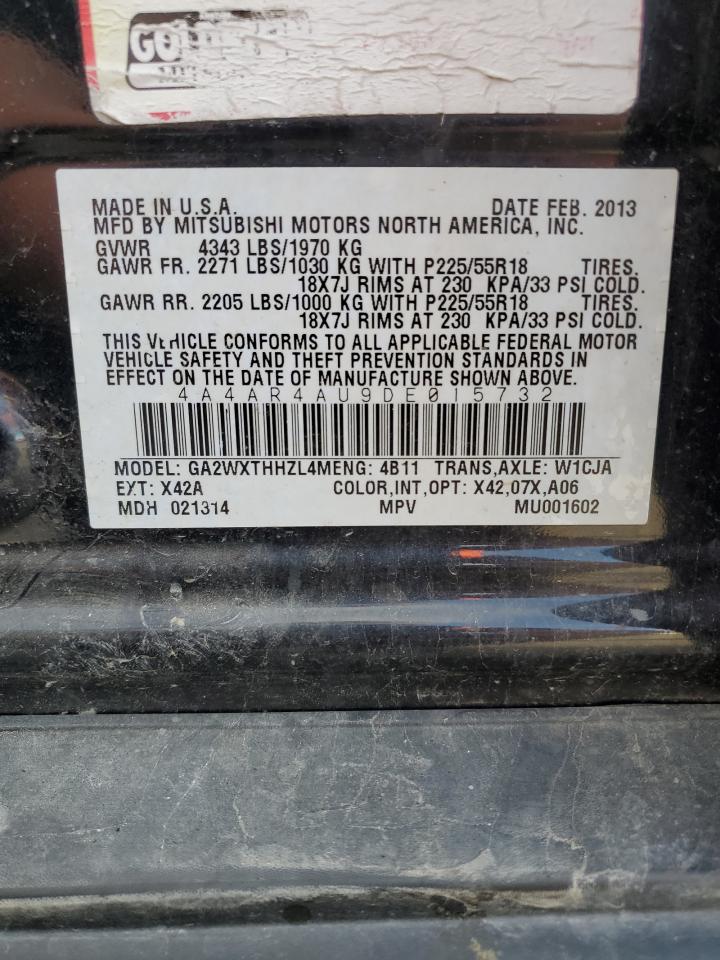 GO
MADE IN U.S.A. DATE FEB. 2013
MFD BY MITSUBISHI MOTORS NORTH AMERICA, INC.
GVWR 4343 LBS/1970 KG
GAWR FR. 2271 LBS/1030 KG WITH P225/55R18 TIRES.
18X7J RIMS AT 230 KPA/33 PSI COLD.
GAWR RR. 2205 LBS/1000 KG WITH P225/55R18 TIRES.
18X7J RIMS AT 230 KPA/33 PSI COLD.
THIS VEHICLE CONFORMS TO ALL APPLICABLE FEDERAL MOTOR
VEHICLE SAFETY AND THEFT PREVENTION STANDARDS IN
EFFECT ON THE DATE OF MANUFACTURE SHOWN ABOVE.
4A4AR4AU9DE015732
MODEL: GA2WXTHHZL4MENG: 4B11 TRANS,AXLE: W1CJA
EXT: X42A COLOR,INT,OPT: X42,07X,A06
MDH 021314 MPV MU001602